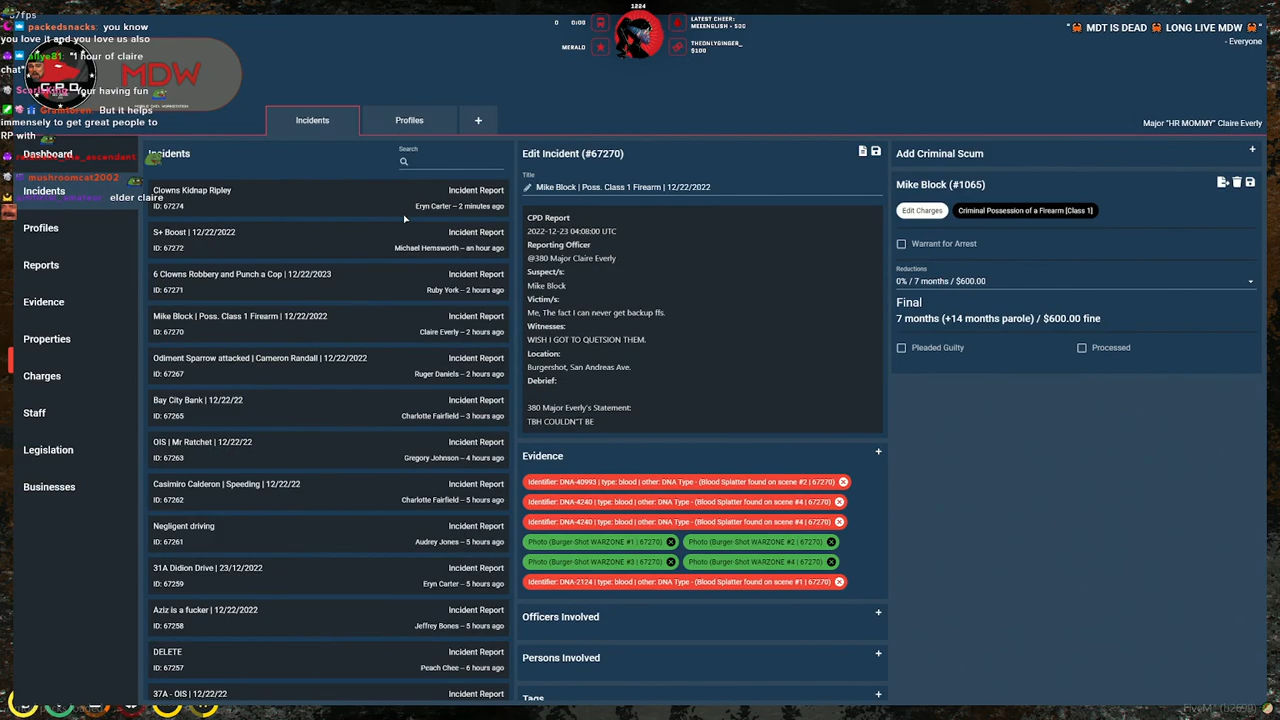 57fps
packedsnacks: you know
you love it and you love us also
allye81: "1 hour of claire
chat"
Your having fun
But it helps
immensely to get great people to
RP with
mushroomcat2002
elder claire
MDW
1224
0 0:00
MERALD
LATEST CHEER:
MEEENGLISH - 500
THEONLYGINGER_
$100
" MDT IS DEAD LONG LIVE MDW "
- Everyone
Major "HR MOMMY" Claire Everly
Incidents
Profiles
+
Dashboard
Incidents
Profiles
Reports
Evidence
Properties
Charges
Staff
Legislation
Businesses
Incidents
Search
Clowns Kidnap Ripley Incident Report
ID: 67274 Eryn Carter – 2 minutes ago
S+ Boost | 12/22/2022 Incident Report
ID: 67272 Michael Hemsworth – an hour ago
6 Clowns Robbery and Punch a Cop | 12/22/2023 Incident Report
ID: 67271 Ruby York – 2 hours ago
Mike Block | Poss. Class 1 Firearm | 12/22/2022 Incident Report
ID: 67270 Claire Everly – 2 hours ago
Odiment Sparrow attacked | Cameron Randall | 12/22/2022 Incident Report
ID: 67267 Ruger Daniels – 2 hours ago
Bay City Bank | 12/22/22 Incident Report
ID: 67265 Charlotte Fairfield – 3 hours ago
OIS | Mr Ratchet | 12/22/22 Incident Report
ID: 67263 Gregory Johnson – 4 hours ago
Casimiro Calderon | Speeding | 12/22/22 Incident Report
ID: 67262 Charlotte Fairfield – 5 hours ago
Negligent driving Incident Report
ID: 67261 Audrey Jones – 5 hours ago
31A Didion Drive | 23/12/2022 Incident Report
ID: 67259 Eryn Carter – 5 hours ago
Aziz is a fucker | 12/22/2022 Incident Report
ID: 67258 Jeffrey Bones – 5 hours ago
DELETE Incident Report
ID: 67257 Peach Chee – 6 hours ago
37A - OIS | 12/22/22 Incident Report
Edit Incident (#67270)
Title
Mike Block | Poss. Class 1 Firearm | 12/22/2022
CPD Report
2022-12-23 04:08:00 UTC
Reporting Officer
@380 Major Claire Everly
Suspect/s:
Mike Block
Victim/s:
Me, The fact I can never get backup ffs.
Witnesses:
WISH I GOT TO QUETSION THEM.
Location:
Burgershot, San Andreas Ave.
Debrief:
380 Major Everly's Statement:
TBH COULDN"T BE
Evidence
+
Identifier: DNA-40993 | type: blood | other: DNA Type - (Blood Splatter found on scene #2 | 67270)
Identifier: DNA-4240 | type: blood | other: DNA Type - (Blood Splatter found on scene #4 | 67270)
Identifier: DNA-4240 | type: blood | other: DNA Type - (Blood Splatter found on scene #4 | 67270)
Photo (Burger-Shot WARZONE #1 | 67270) Photo (Burger-Shot WARZONE #2 | 67270)
Photo (Burger-Shot WARZONE #3 | 67270) Photo (Burger-Shot WARZONE #4 | 67270)
Identifier: DNA-2124 | type: blood | other: DNA Type - (Blood Splatter found on scene #1 | 67270)
Officers Involved
+
Persons Involved
+
Tags
+
Add Criminal Scum
+
Mike Block (#1065)
Edit Charges Criminal Possession of a Firearm [Class 1]
Warrant for Arrest
Reductions
0% / 7 months / $600.00
Final
7 months (+14 months parole) / $600.00 fine
Pleaded Guilty Processed